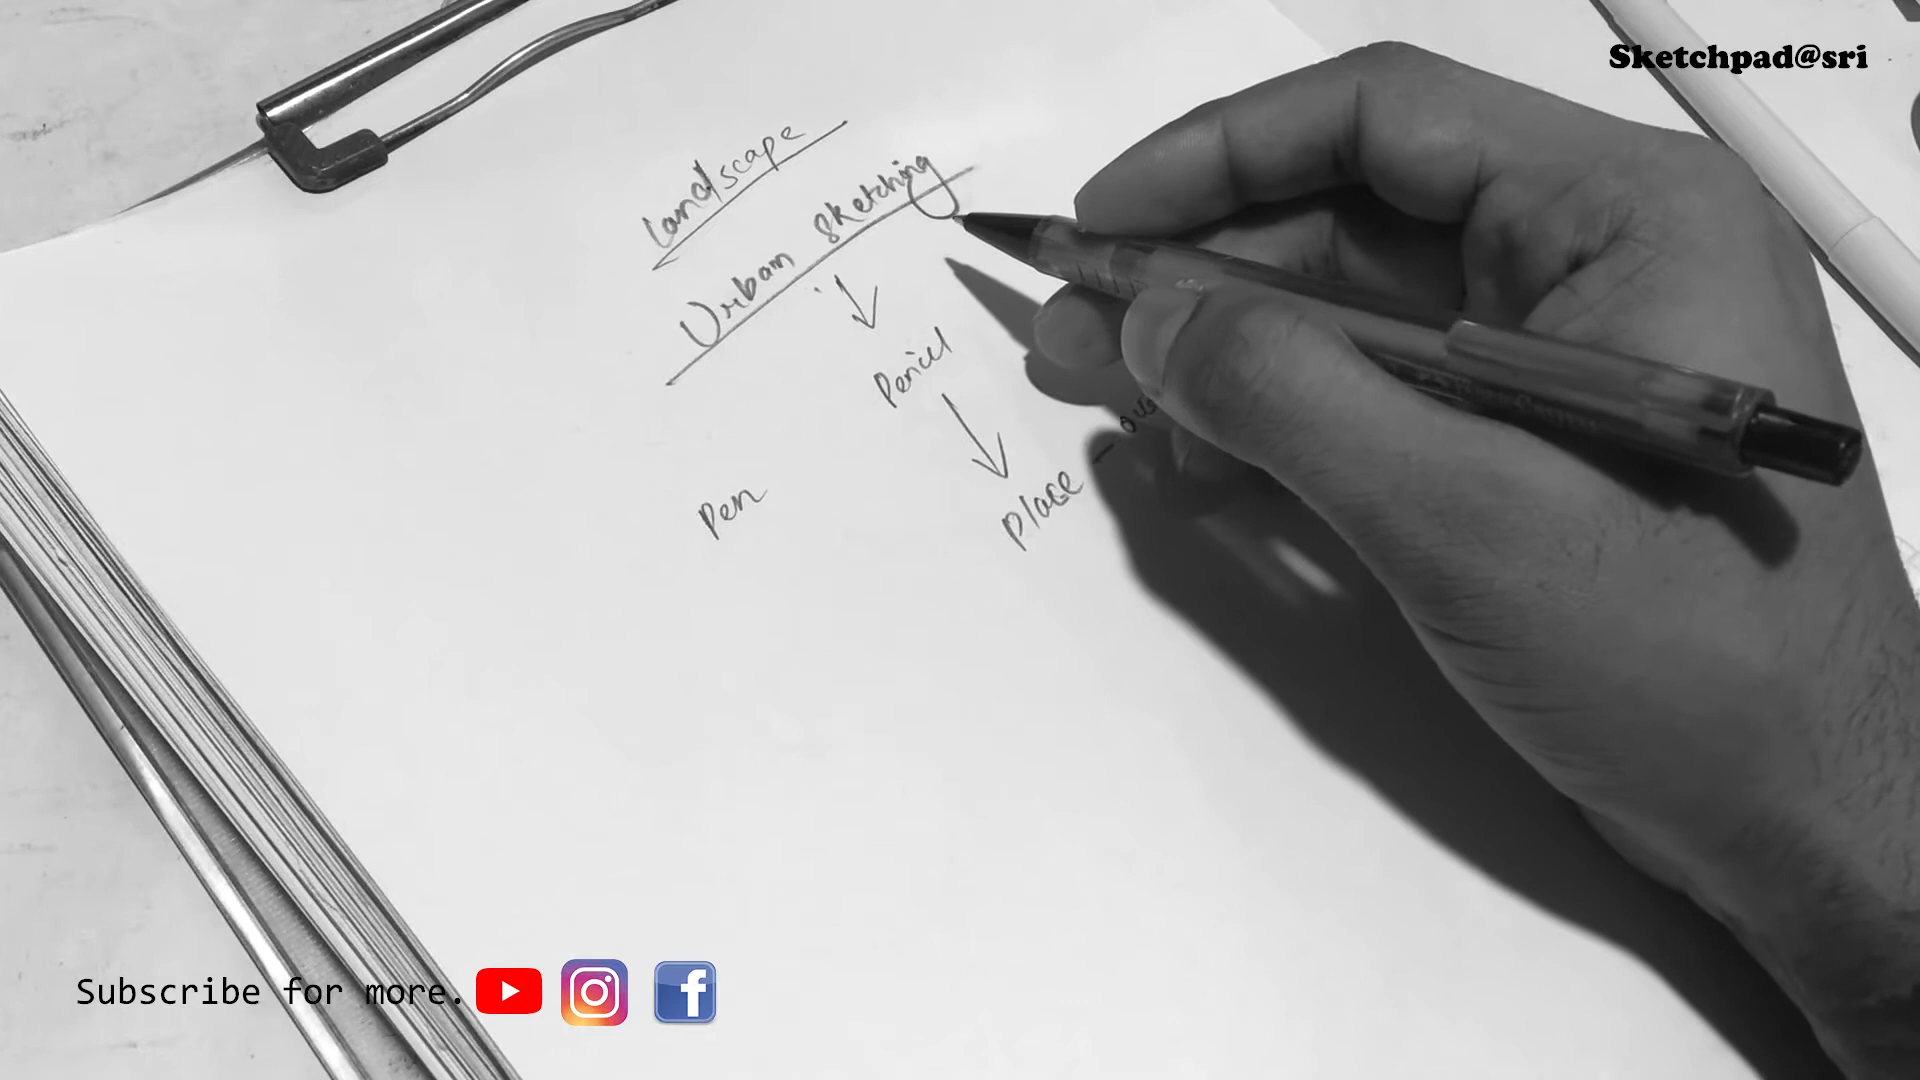 Sketchpad@sri
Landscape
Urban Sketching
Pencil
Place -
Pen
Subscribe for more.